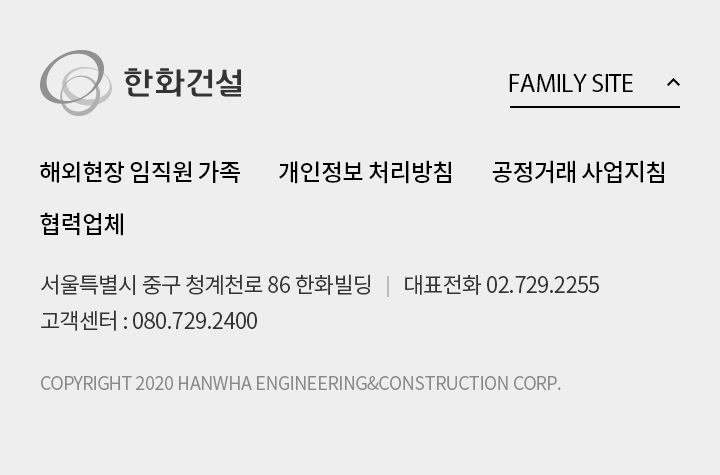 한화건설
FAMILY SITE
해외현장 임직원 가족 개인정보 처리방침 공정거래 사업지침
협력업체
서울특별시 중구 청계천로 86 한화빌딩 | 대표전화 02.729.2255
고객센터 : 080.729.2400
COPYRIGHT 2020 HANWHA ENGINEERING&CONSTRUCTION CORP.